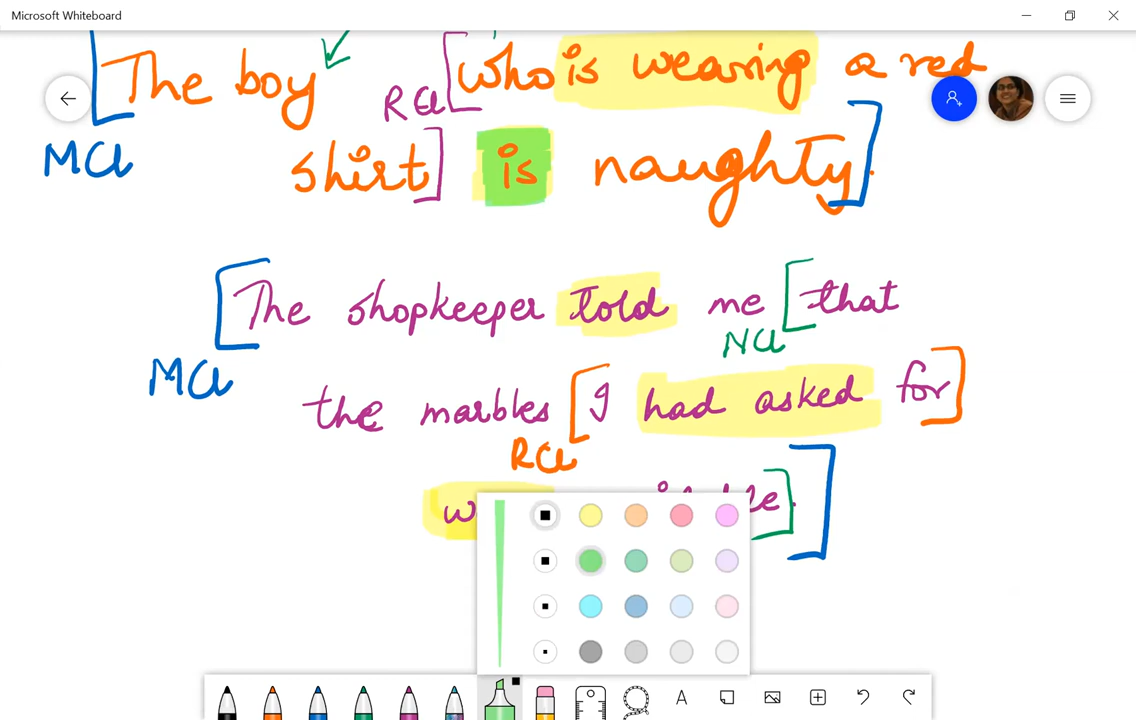 Microsoft Whiteboard
[The boy [who is wearing a red
RCl
MCl
shirt] is naughty.]
[The shopkeeper told me [that
NCl
MCl
the marbles [I had asked for]
RCl
A